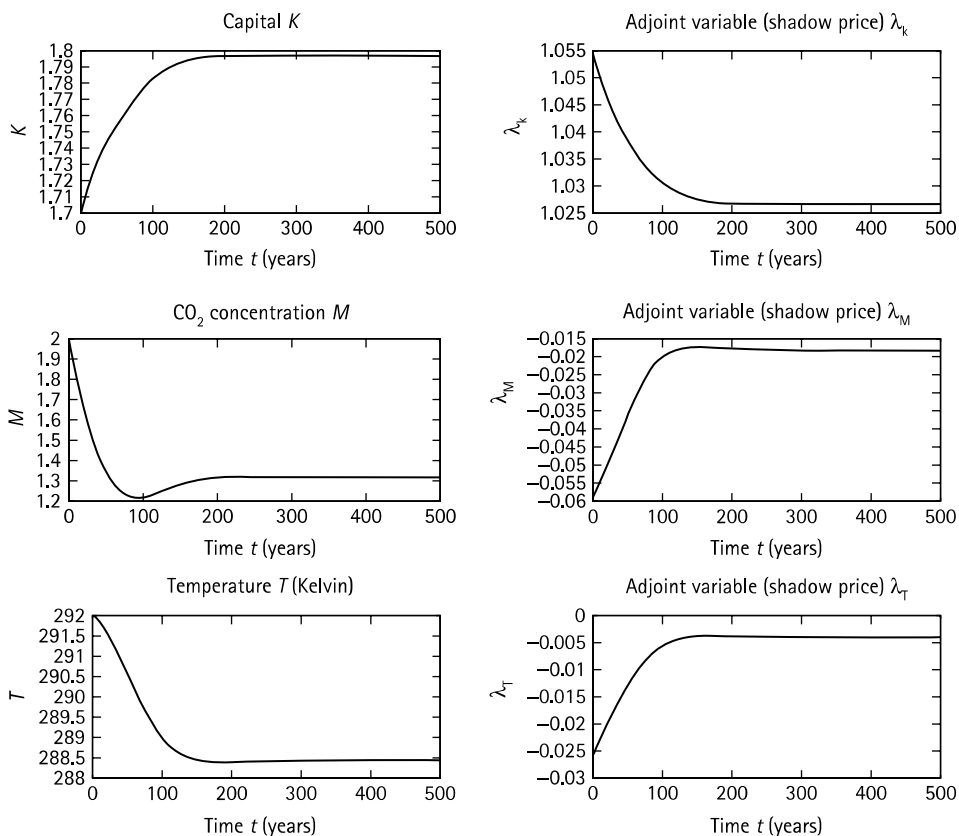 Capital K
1.8
1.79
1.78
1.77
1.76
1.75
1.74
1.73
1.72
1.71
1.7
K
0 100 200 300 400 500
Time t (years)
Adjoint variable (shadow price) λk
1.055
1.05
1.045
1.04
1.035
1.03
1.025
λk
0 100 200 300 400 500
Time t (years)
CO2 concentration M
2
1.9
1.8
1.7
1.6
1.5
1.4
1.3
1.2
M
0 100 200 300 400 500
Time t (years)
Adjoint variable (shadow price) λM
−0.015
−0.02
−0.025
−0.03
−0.035
−0.04
−0.045
−0.05
−0.055
−0.06
λM
0 100 200 300 400 500
Time t (years)
Temperature T (Kelvin)
292
291.5
291
290.5
290
289.5
289
288.5
288
T
0 100 200 300 400 500
Time t (years)
Adjoint variable (shadow price) λT
0
−0.005
−0.01
−0.015
−0.02
−0.025
−0.03
λT
0 100 200 300 400 500
Time t (years)